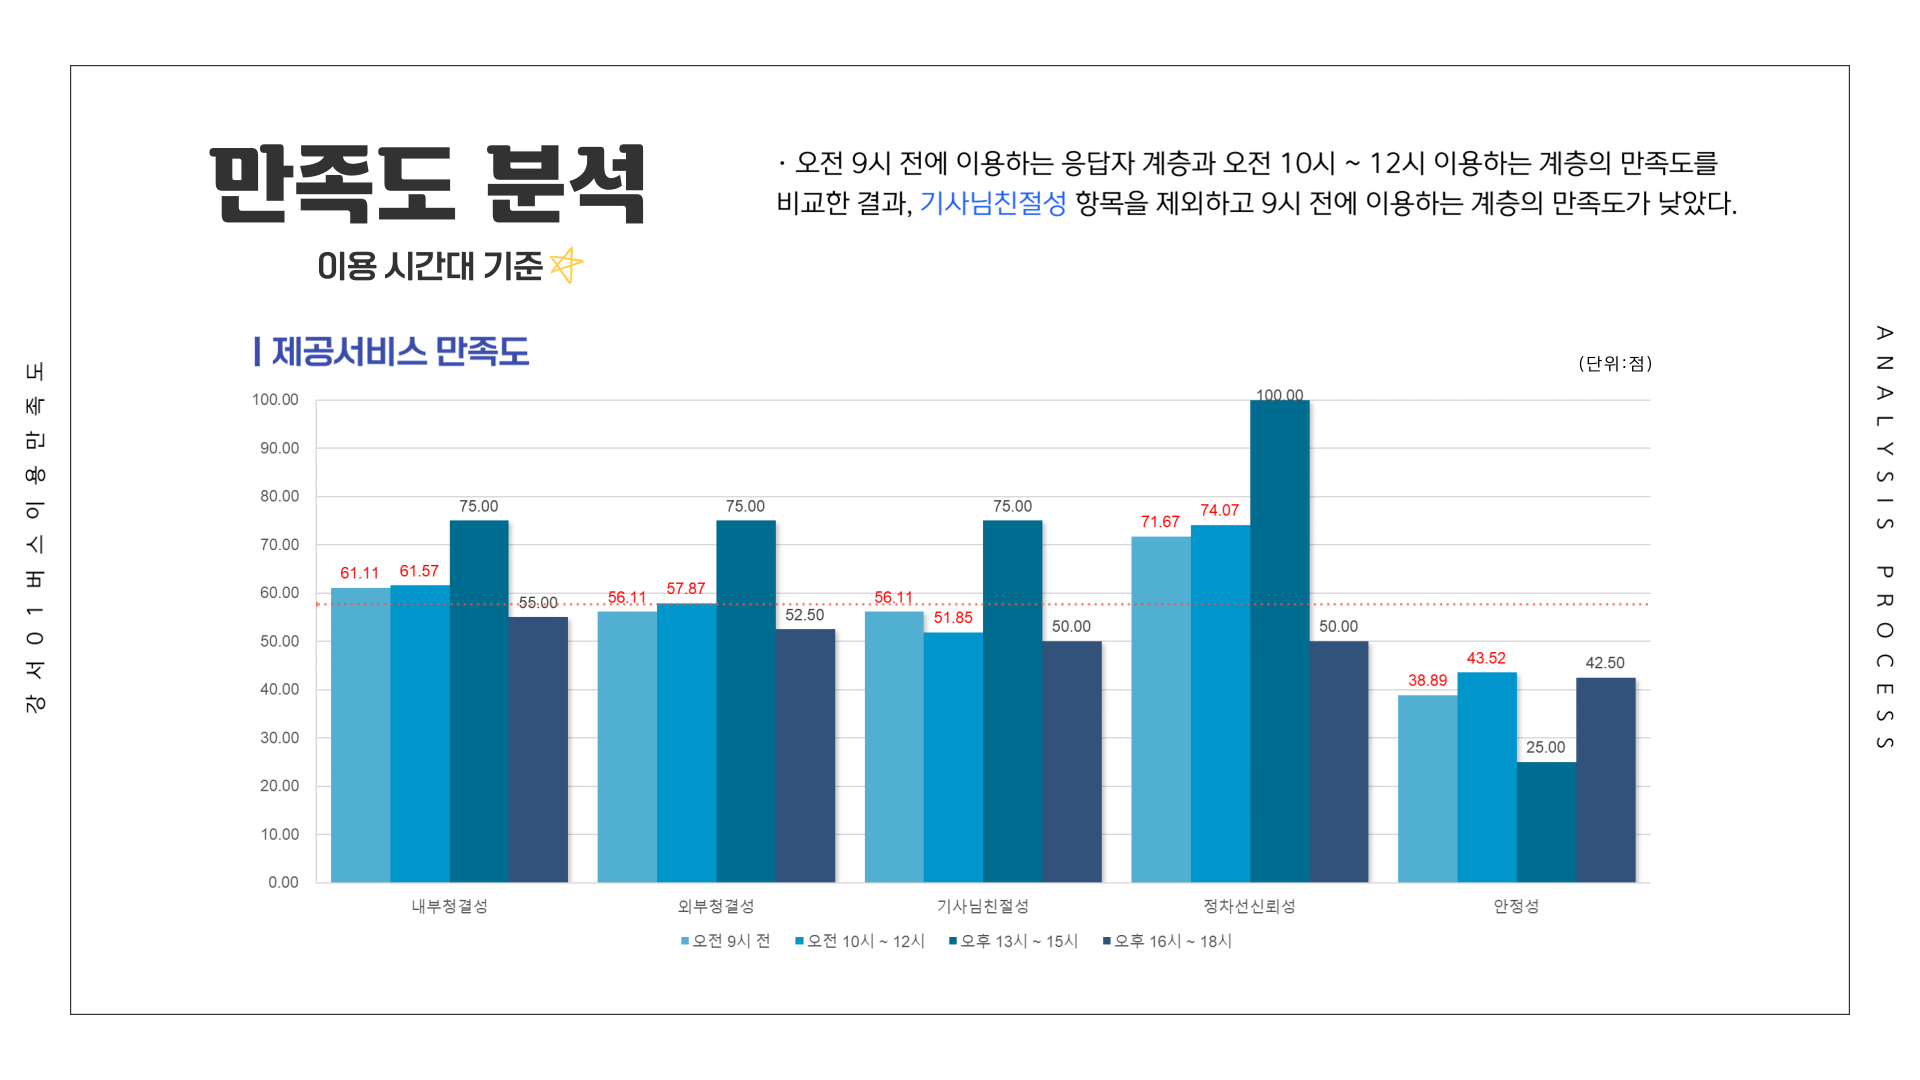 만족도 분석
이용 시간대 기준
· 오전 9시 전에 이용하는 응답자 계층과 오전 10시 ~ 12시 이용하는 계층의 만족도를
비교한 결과, 기사님친절성 항목을 제외하고 9시 전에 이용하는 계층의 만족도가 낮았다.
강서01버스이용만족도
ANALYSIS PROCESS
| 제공서비스 만족도
(단위:점)
100.00
90.00
80.00
70.00
60.00
50.00
40.00
30.00
20.00
10.00
0.00
61.11 61.57 75.00 55.00
56.11 57.87 75.00 52.50
56.11 51.85 75.00 50.00
71.67 74.07 100.00 50.00
38.89 43.52 25.00 42.50
내부청결성 외부청결성 기사님친절성 정차선신뢰성 안정성
오전 9시 전 오전 10시 ~ 12시 오후 13시 ~ 15시 오후 16시 ~ 18시